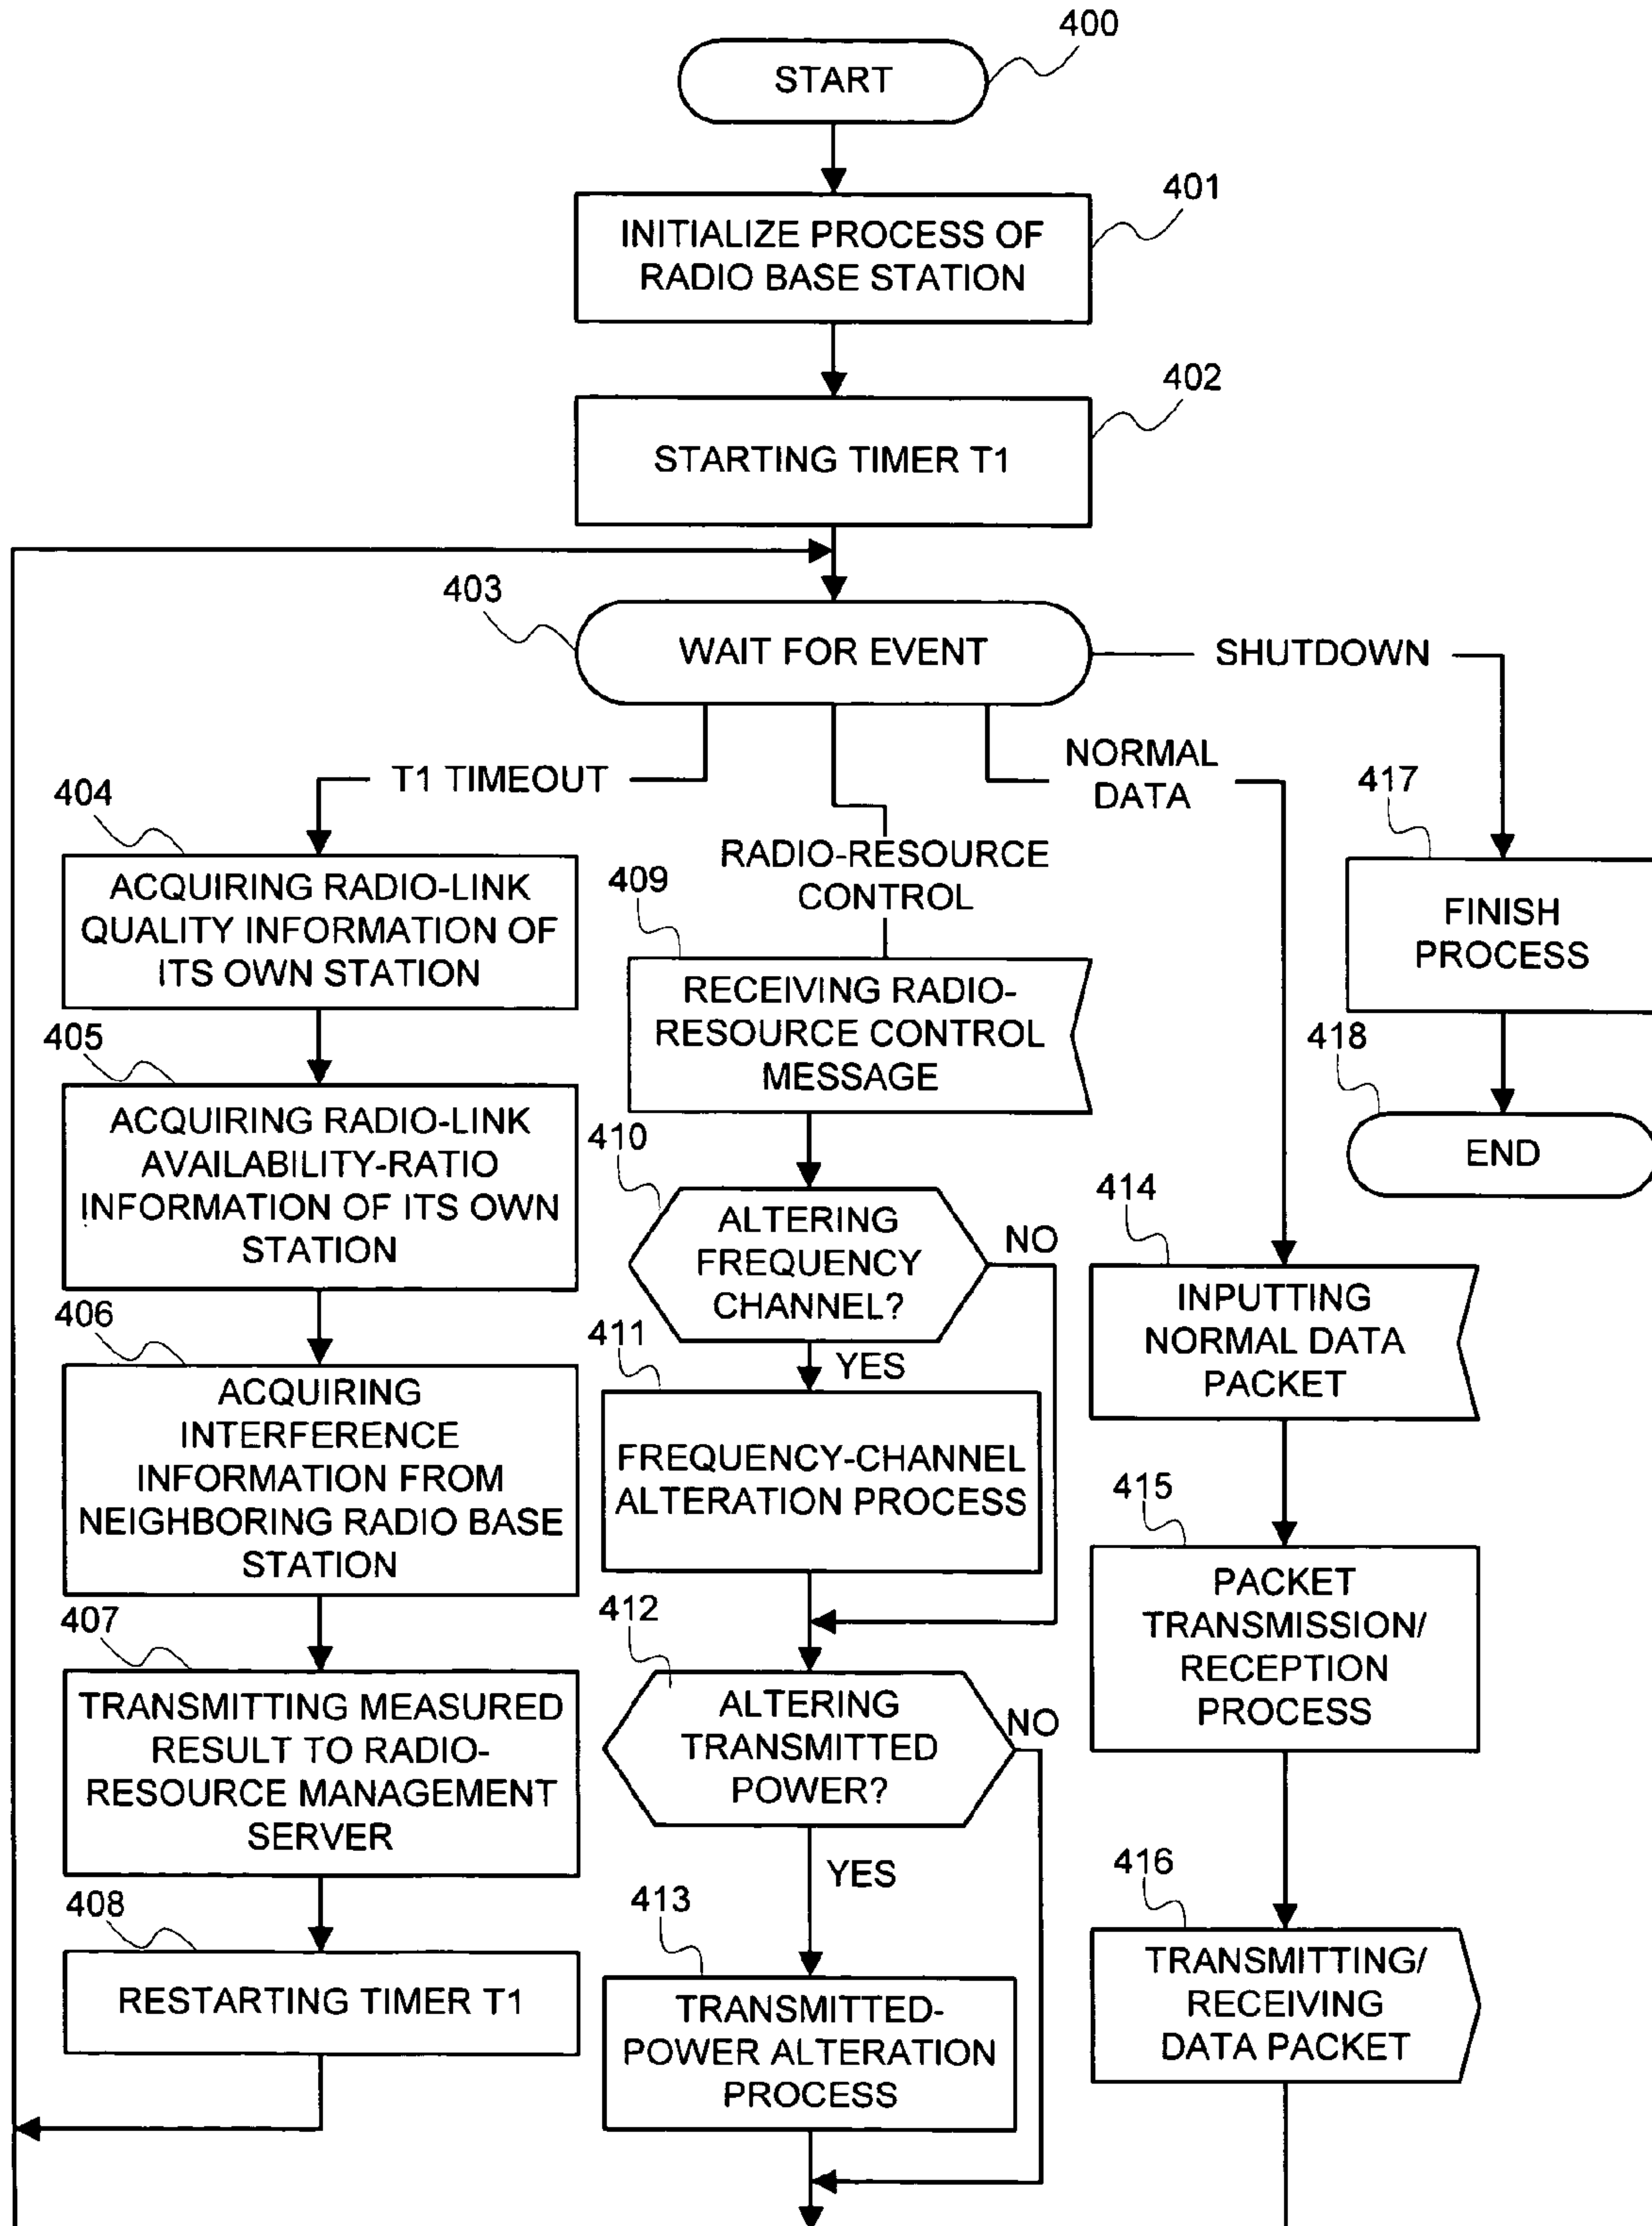 400
START
401
INITIALIZE PROCESS OF
RADIO BASE STATION
402
STARTING TIMER T1
403
WAIT FOR EVENT
SHUTDOWN
T1 TIMEOUT
RADIO-RESOURCE
CONTROL
NORMAL
DATA
404
ACQUIRING RADIO-LINK
QUALITY INFORMATION OF
ITS OWN STATION
405
ACQUIRING RADIO-LINK
AVAILABILITY-RATIO
INFORMATION OF ITS OWN
STATION
406
ACQUIRING
INTERFERENCE
INFORMATION FROM
NEIGHBORING RADIO BASE
STATION
407
TRANSMITTING MEASURED
RESULT TO RADIO-
RESOURCE MANAGEMENT
SERVER
408
RESTARTING TIMER T1
409
RECEIVING RADIO-
RESOURCE CONTROL
MESSAGE
410
ALTERING
FREQUENCY
CHANNEL?
NO
YES
411
FREQUENCY-CHANNEL
ALTERATION PROCESS
412
ALTERING
TRANSMITTED
POWER?
NO
YES
413
TRANSMITTED-
POWER ALTERATION
PROCESS
414
INPUTTING
NORMAL DATA
PACKET
415
PACKET
TRANSMISSION/
RECEPTION
PROCESS
416
TRANSMITTING/
RECEIVING
DATA PACKET
417
FINISH
PROCESS
418
END